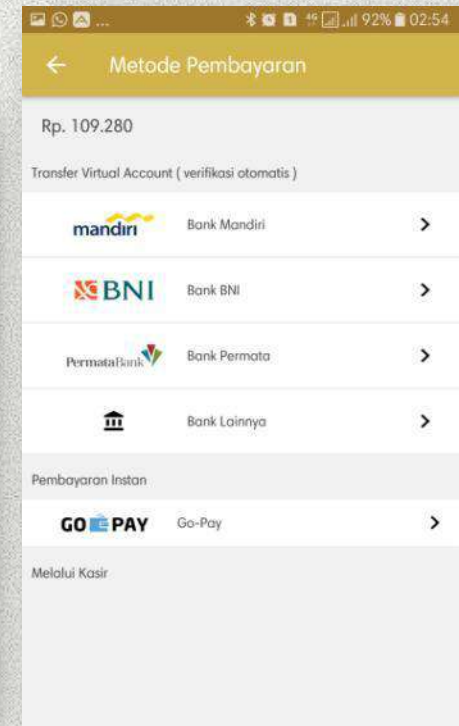 92% 02:54
Metode Pembayaran
Rp. 109.280
Transfer Virtual Account ( verifikasi otomatis )
mandiri Bank Mandiri
BNI Bank BNI
PermataBank Bank Permata
Bank Lainnya
Pembayaran Instan
GO PAY Go-Pay
Melalui Kasir